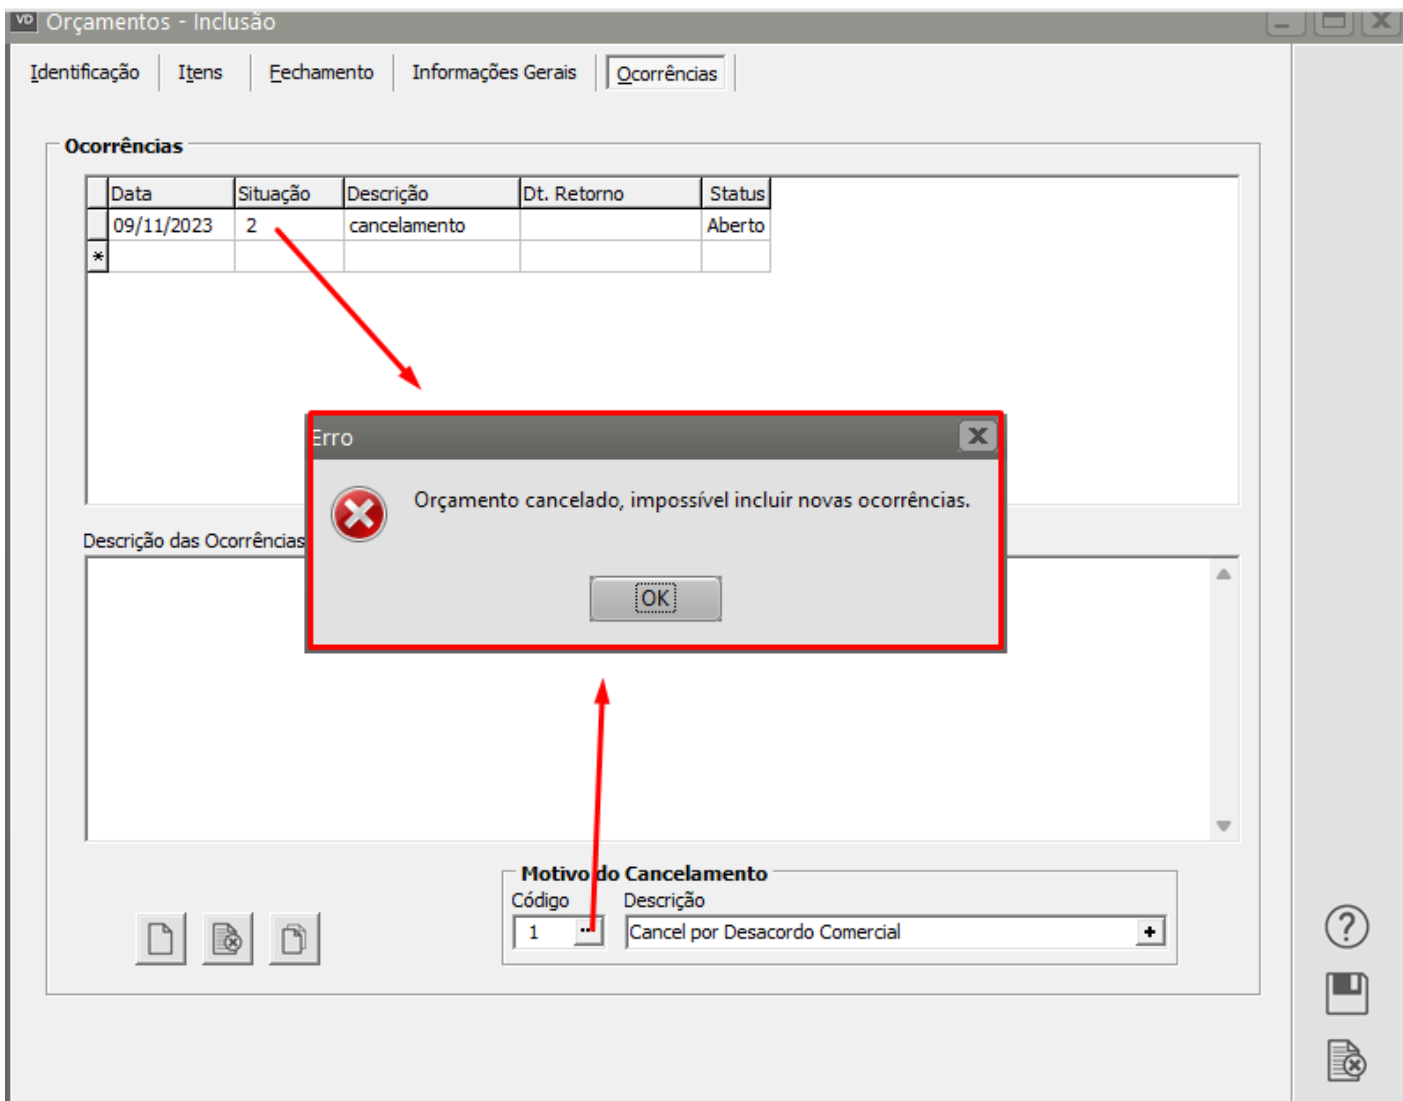 VD Orçamentos - Inclusão
Identificação Itens Fechamento Informações Gerais Ocorrências
Ocorrências
Data Situação Descrição Dt. Retorno Status
09/11/2023 2 cancelamento Aberto
*
Erro
Orçamento cancelado, impossível incluir novas ocorrências.
OK
Descrição das Ocorrências
Motivo do Cancelamento
Código Descrição
1 ... Cancel por Desacordo Comercial +
?